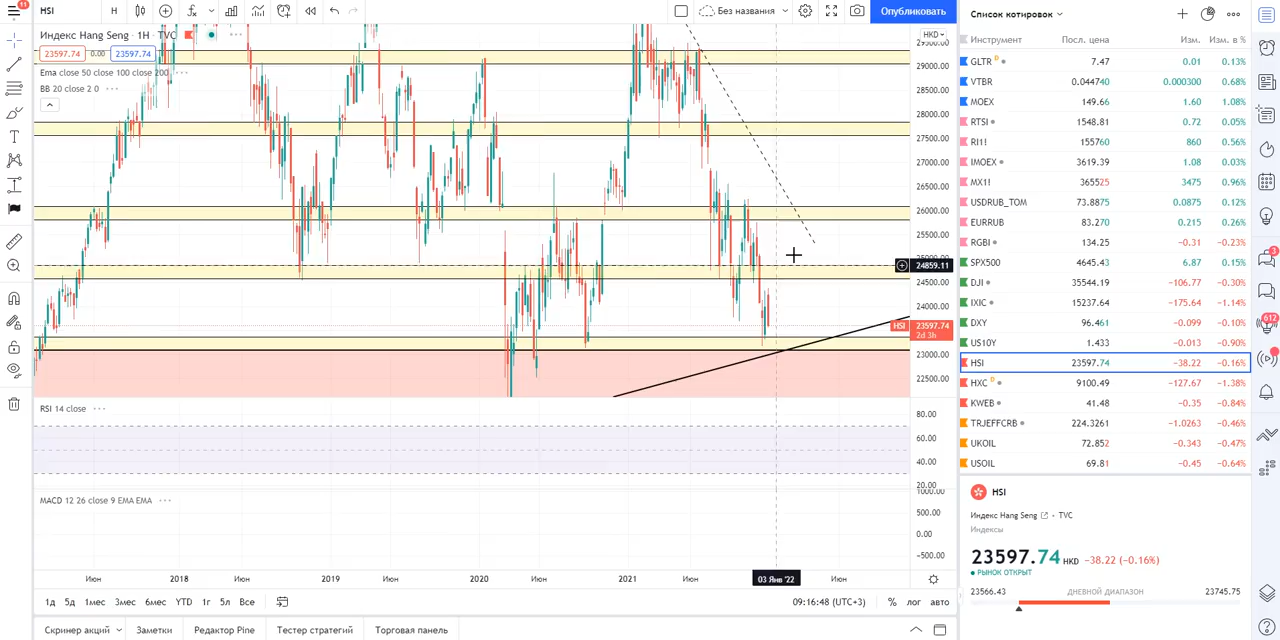 11
HSI
Н
Без названия
Опубликовать
Индекс Hang Seng · 1Н · TVC
23597.74 0.00 23597.74
Ema close 50 close 100 close 200
BB 20 close 2 0
HKD
29500.00
29000.00
28500.00
28000.00
27500.00
27000.00
26500.00
26000.00
25500.00
25000.00
24859.11
24500.00
24000.00
HSI 23597.74
2d 3h
23000.00
22500.00
RSI 14 close
80.00
60.00
40.00
20.00
MACD 12 26 close 9 EMA EMA
1000.00
500.00
0.00
−500.00
Июн 2018 Июн 2019 Июн 2020 Июн 2021 Июн 03 Янв '22 Июн
1д 5д 1мес 3мес 6мес YTD 1г 5л Все
09:16:48 (UTC+3) % лог авто
Скринер акций Заметки Редактор Pine Тестер стратегий Торговая панель
Список котировок
Инструмент Посл. цена Изм. Изм. в %
GLTR D 7.47 0.01 0.13%
VTBR 0.044740 0.000300 0.68%
MOEX 149.66 1.60 1.08%
RTSI 1548.81 0.72 0.05%
RI1! 155760 860 0.56%
IMOEX 3619.39 1.08 0.03%
MX1! 365525 3475 0.96%
USDRUB_TOM 73.8875 0.0875 0.12%
EURRUB 83.270 0.215 0.26%
RGBI 134.25 −0.31 −0.23%
SPX500 4645.43 6.87 0.15%
DJI 35544.19 −106.77 −0.30%
IXIC 15237.64 −175.64 −1.14%
DXY 96.461 −0.099 −0.10%
US10Y 1.433 −0.013 −0.90%
HSI 23597.74 −38.22 −0.16%
HXC D 9100.49 −127.67 −1.38%
KWEB 41.48 −0.35 −0.84%
TRJEFFCRB 224.3261 −1.0263 −0.46%
UKOIL 72.852 −0.343 −0.47%
USOIL 69.81 −0.45 −0.64%
HSI
Индекс Hang Seng · TVC
Индексы
23597.74 HKD −38.22 (−0.16%)
РЫНОК ОТКРЫТ
23566.43 ДНЕВНОЙ ДИАПАЗОН 23745.75
3
612